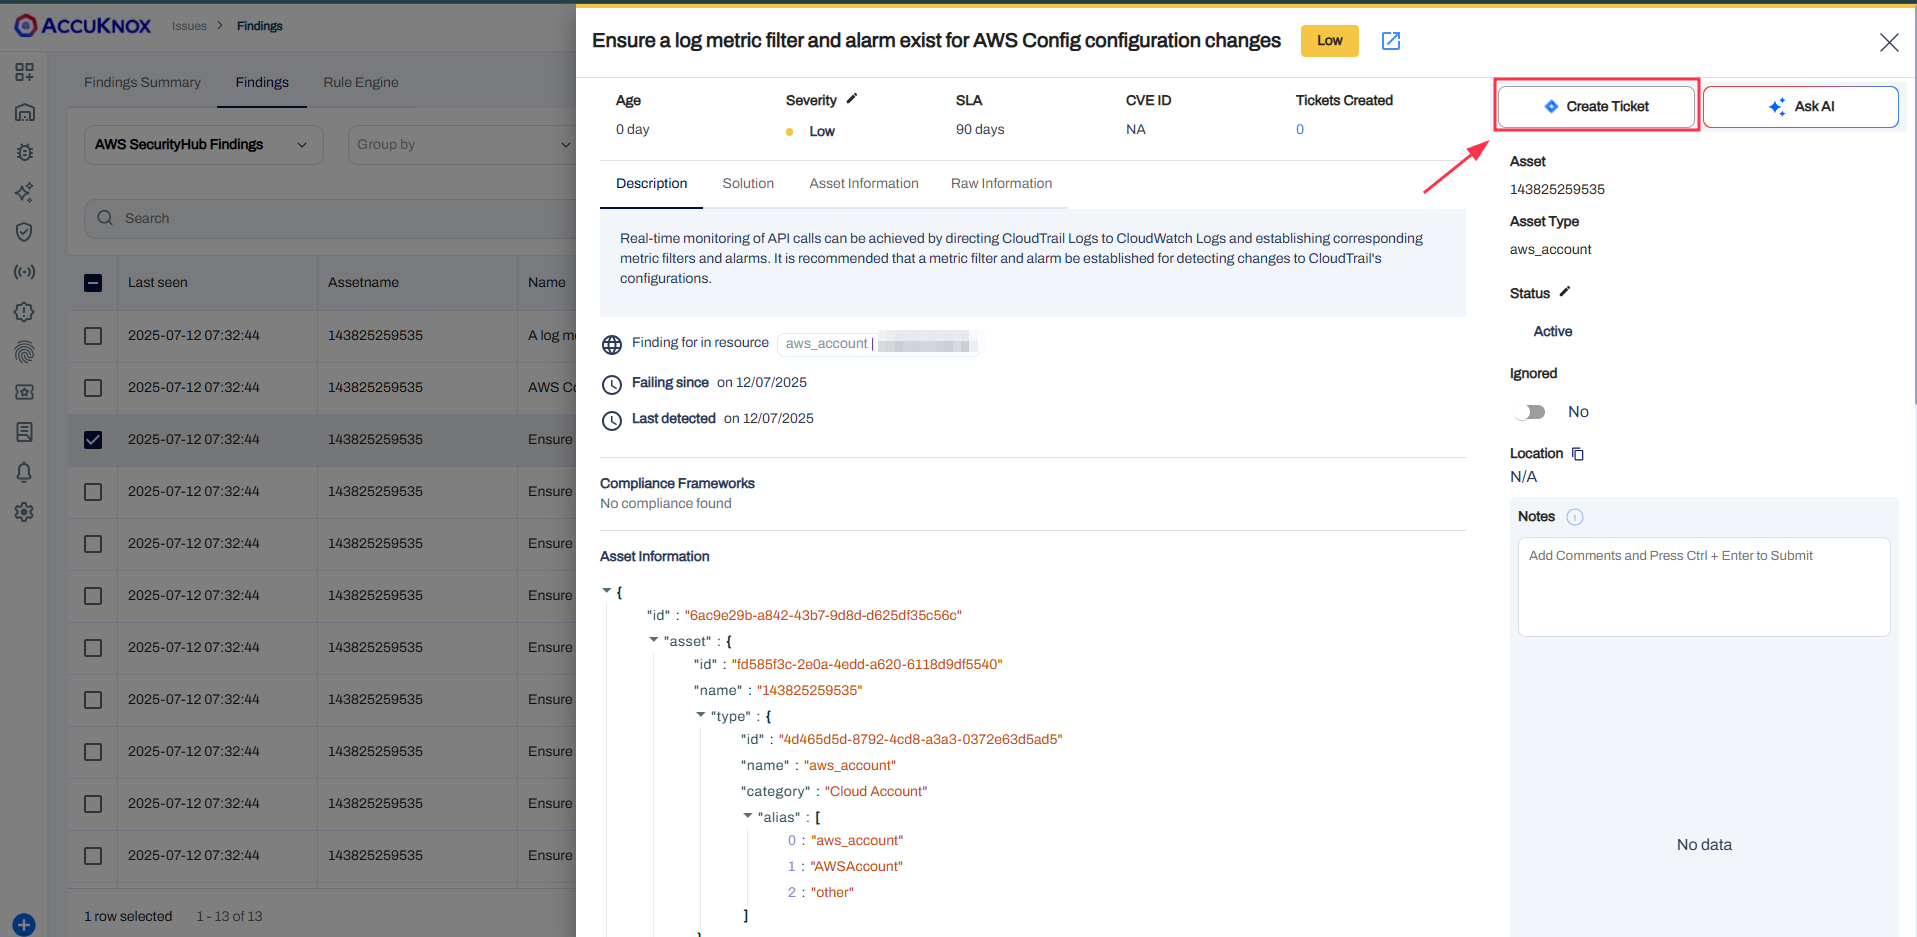 ACCUKNOX
Issues > Findings
Findings Summary
Findings
Rule Engine
AWS SecurityHub Findings
Group by
Search
Last seen Assetname Name
2025-07-12 07:32:44 143825259535 A log me
2025-07-12 07:32:44 143825259535 AWS Co
2025-07-12 07:32:44 143825259535 Ensure
2025-07-12 07:32:44 143825259535 Ensure
2025-07-12 07:32:44 143825259535 Ensure
2025-07-12 07:32:44 143825259535 Ensure
2025-07-12 07:32:44 143825259535 Ensure
2025-07-12 07:32:44 143825259535 Ensure
2025-07-12 07:32:44 143825259535 Ensure
2025-07-12 07:32:44 143825259535 Ensure
2025-07-12 07:32:44 143825259535 Ensure
1 row selected 1 - 13 of 13
Ensure a log metric filter and alarm exist for AWS Config configuration changes
Low
Age Severity SLA CVE ID Tickets Created
0 day Low 90 days NA 0
Description Solution Asset Information Raw Information
Real-time monitoring of API calls can be achieved by directing CloudTrail Logs to CloudWatch Logs and establishing corresponding
metric filters and alarms. It is recommended that a metric filter and alarm be established for detecting changes to CloudTrail's
configurations.
Finding for in resource aws_account |
Failing since on 12/07/2025
Last detected on 12/07/2025
Compliance Frameworks
No compliance found
Asset Information
{
"id" : "6ac9e29b-a842-43b7-9d8d-d625df35c56c"
"asset" : {
"id" : "fd585f3c-2e0a-4edd-a620-6118d9df5540"
"name" : "143825259535"
"type" : {
"id" : "4d465d5d-8792-4cd8-a3a3-0372e63d5ad5"
"name" : "aws_account"
"category" : "Cloud Account"
"alias" : [
0 : "aws_account"
1 : "AWSAccount"
2 : "other"
]
}
Create Ticket
Ask AI
Asset
143825259535
Asset Type
aws_account
Status
Active
Ignored
No
Location
N/A
Notes
Add Comments and Press Ctrl + Enter to Submit
No data